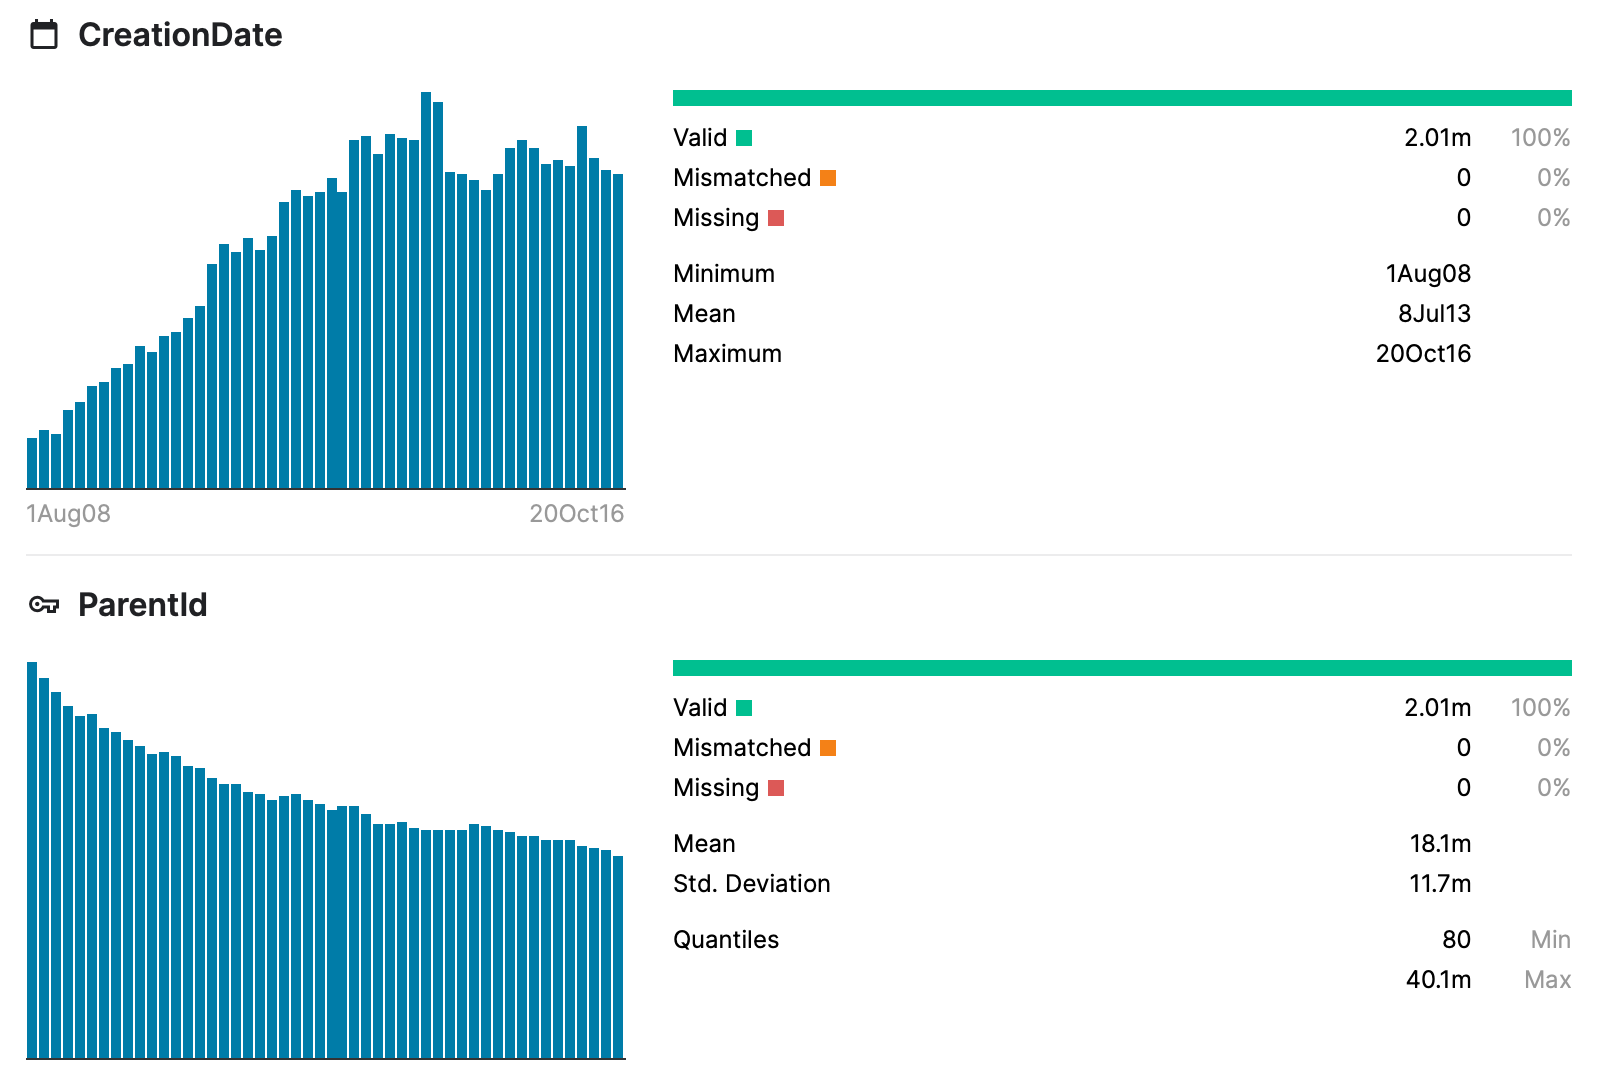 CreationDate
Valid 2.01m 100%
Mismatched 0 0%
Missing 0 0%
Minimum 1Aug08
Mean 8Jul13
Maximum 20Oct16
1Aug08 20Oct16
ParentId
Valid 2.01m 100%
Mismatched 0 0%
Missing 0 0%
Mean 18.1m
Std. Deviation 11.7m
Quantiles 80 Min
40.1m Max